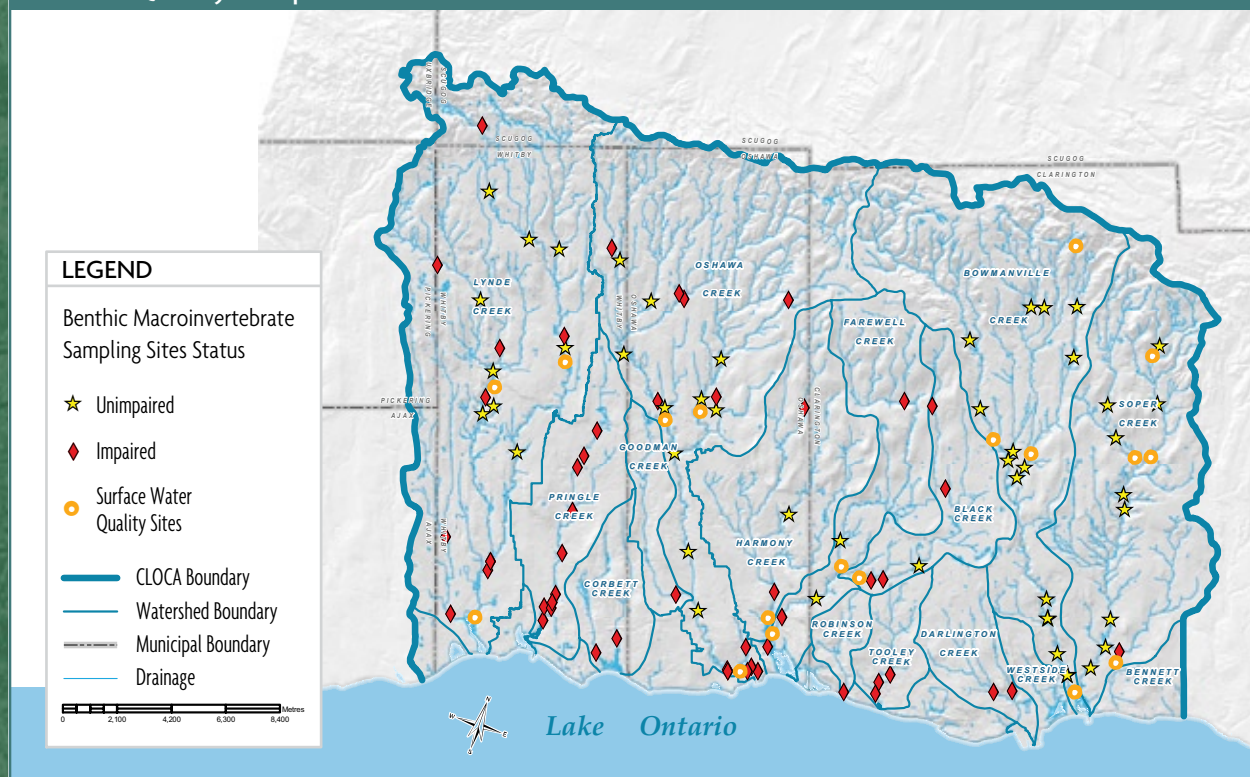 LEGEND
Benthic Macroinvertebrate
Sampling Sites Status
Unimpaired
Impaired
Surface Water
Quality Sites
CLOCA Boundary
Watershed Boundary
Municipal Boundary
Drainage
0 2,100 4,200 6,300 8,400 Metres
UXBRIDGE
SCUGOG
SCUGOG
WHITBY
SCUGOG
OSHAWA
SCUGOG
CLARINGTON
PICKERING
WHITBY
WHITBY
OSHAWA
PICKERING
AJAX
AJAX
WHITBY
OSHAWA
CLARINGTON
LYNDE
CREEK
OSHAWA
CREEK
BOWMANVILLE
CREEK
FAREWELL
CREEK
SOPER
CREEK
GOODMAN
CREEK
PRINGLE
CREEK
BLACK
CREEK
HARMONY
CREEK
CORBETT
CREEK
ROBINSON
CREEK
DARLINGTON
CREEK
TOOLEY
CREEK
WESTSIDE
CREEK
BENNETT
CREEK
N
W
E
S
Lake Ontario